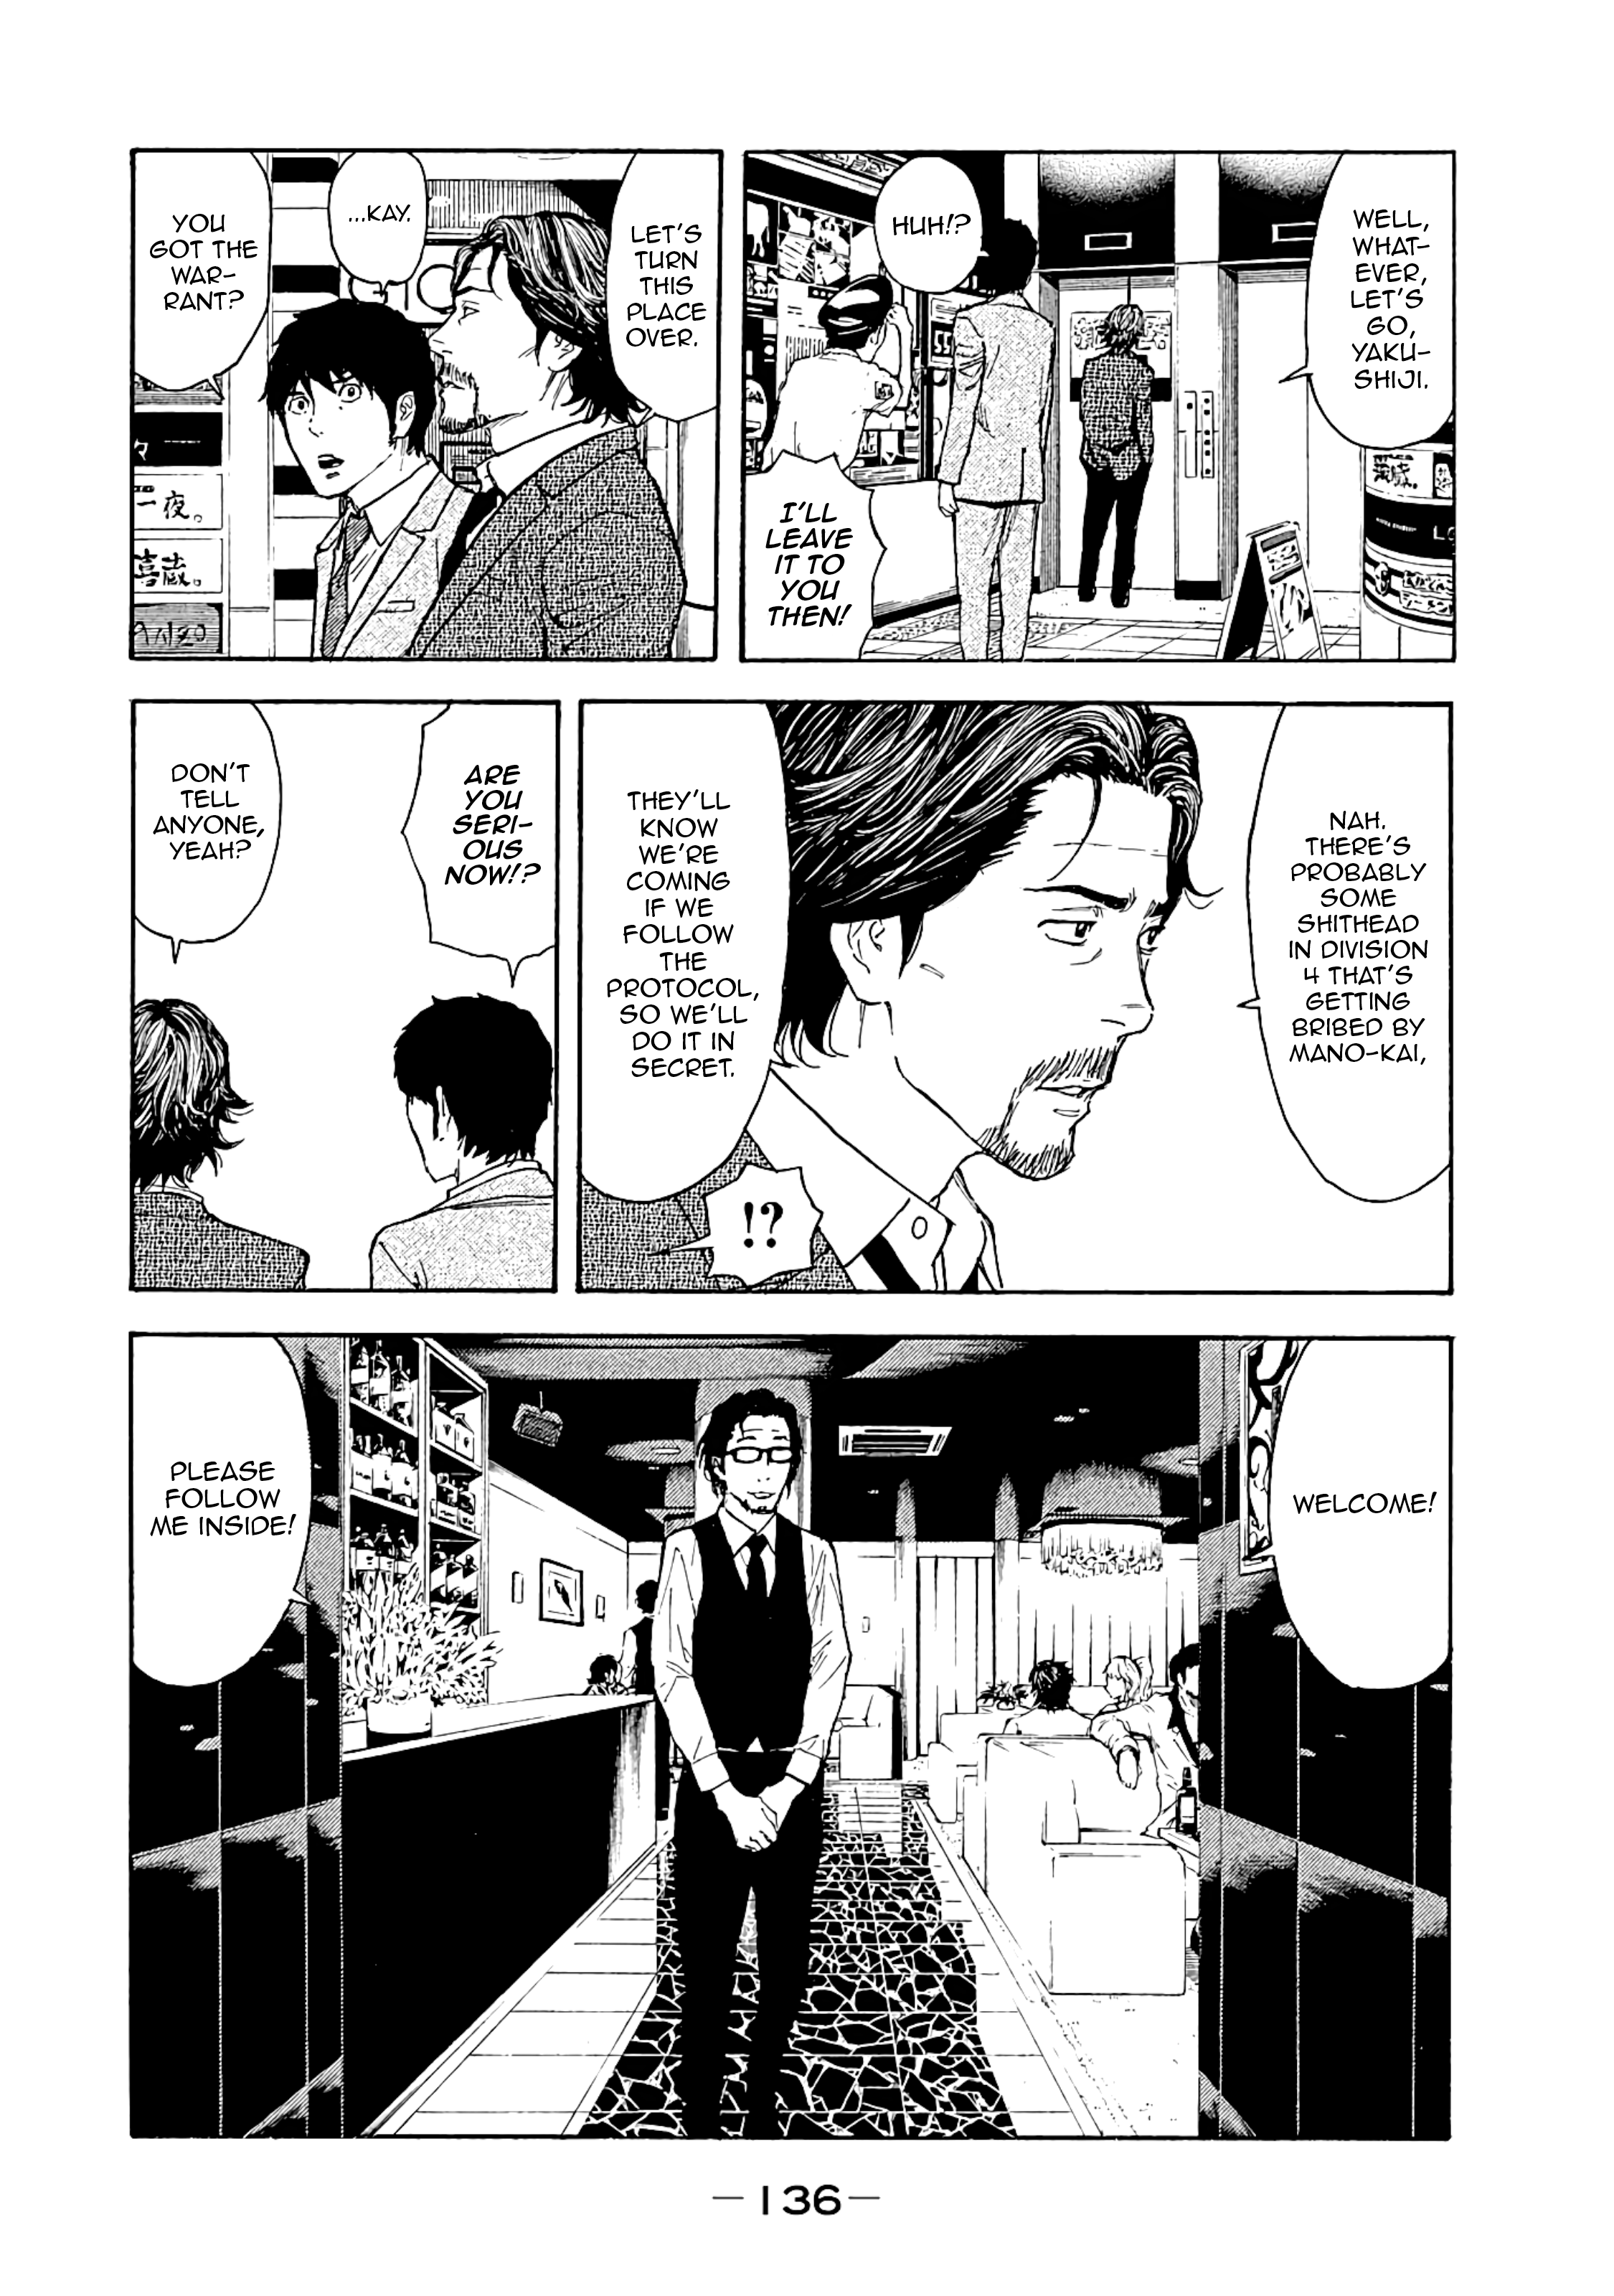 WELL,
WHAT-
EVER,
LET'S
GO,
YAKU-
SHIJI.
HUH!?
I'LL
LEAVE
IT TO
YOU
THEN!
LET'S
TURN
THIS
PLACE
OVER.
...KAY.
YOU
GOT THE
WAR-
RANT?
一夜。
喜蔵。
NAH.
THERE'S
PROBABLY
SOME
SHITHEAD
IN DIVISION
4 THAT'S
GETTING
BRIBED BY
MANO-KAI,
THEY'LL
KNOW
WE'RE
COMING
IF WE
FOLLOW
THE
PROTOCOL,
SO WE'LL
DO IT IN
SECRET.
!?
ARE
YOU
SERI-
OUS
NOW!?
DON'T
TELL
ANYONE,
YEAH?
WELCOME!
PLEASE
FOLLOW
ME INSIDE!
—136—